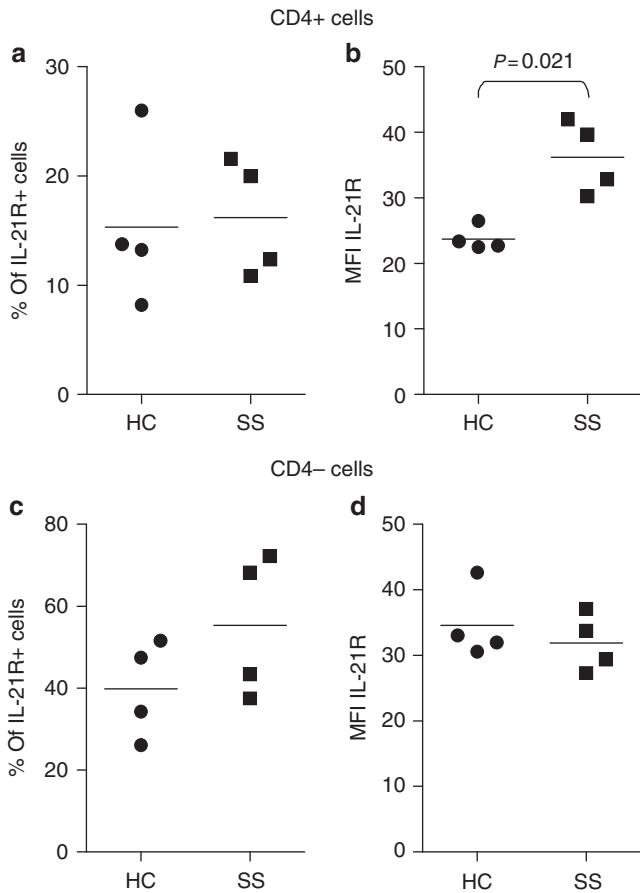 CD4+ cells
a
% Of IL-21R+ cells
30
20
10
0
HC SS
b
MFI IL-21R
P=0.021
50
40
30
20
10
0
HC SS
CD4– cells
c
% Of IL-21R+ cells
80
60
40
20
0
HC SS
d
MFI IL-21R
50
40
30
20
10
0
HC SS